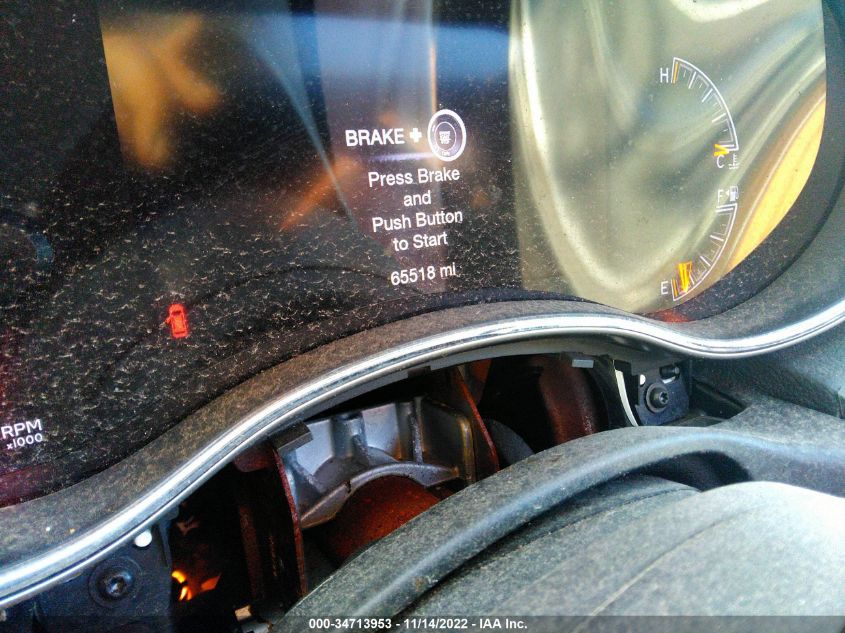 H
BRAKE +
C
Press Brake
and
Push Button
to Start
F
65518 mi
E
RPM
x1000
000-34713953 - 11/14/2022 - IAA Inc.